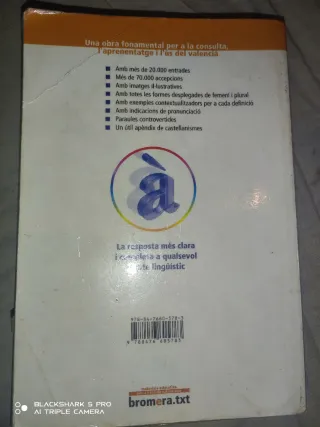 Una obra fonamental per a la consulta,
l'aprenentatge i l'ús del valencià
Amb més de 20.000 entrades
Més de 70.000 accepcions
Amb imatges il·lustratives
Amb totes les formes desplegades de femení i plural
Amb exemples contextualitzadors per a cada definició
Amb indicacions de pronunciació
Paraules controvertides
Un útil apèndix de castellanismes
à
La resposta més clara
i completa a qualsevol
lingüístic
bromera.txt
BLACKSHARK 5 PRO
AI TRIPLE CAMERA